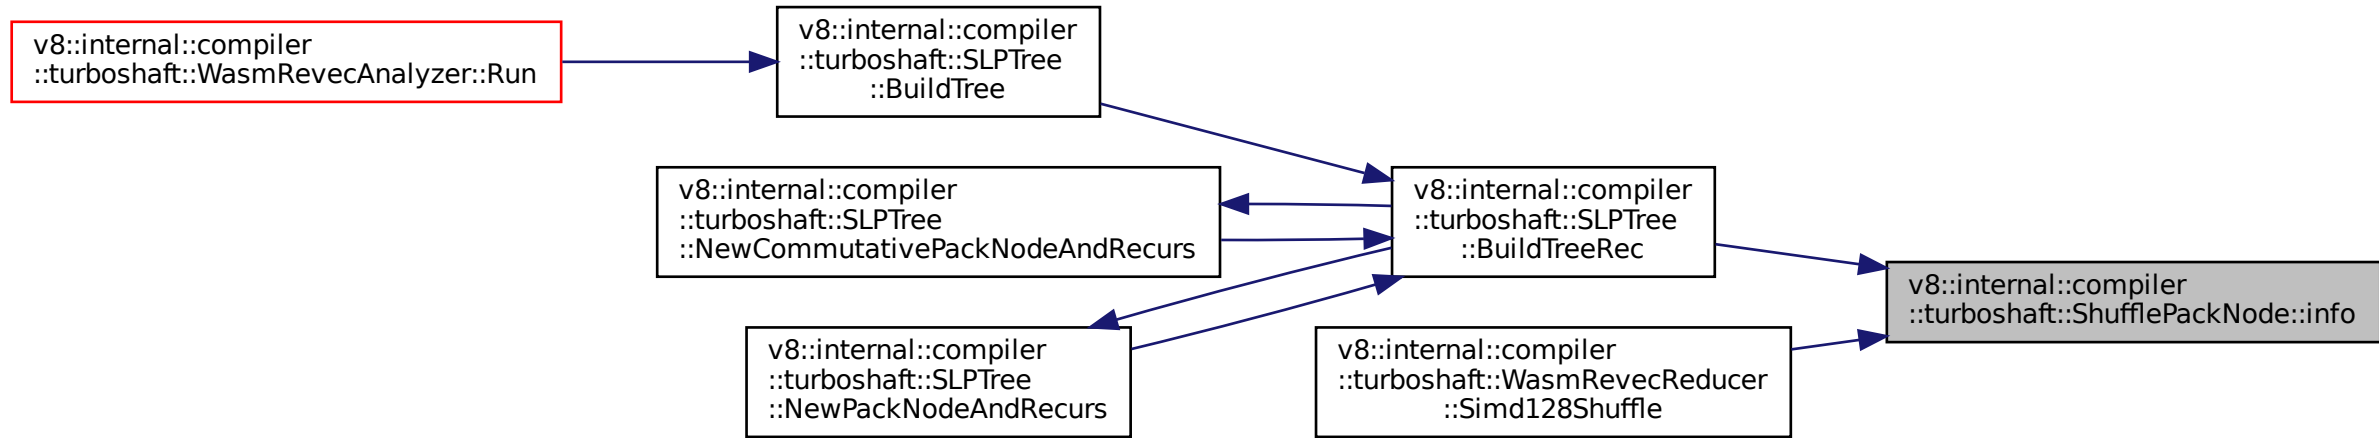 v8::internal::compiler
::turboshaft::WasmRevecAnalyzer::Run
v8::internal::compiler
::turboshaft::SLPTree
::BuildTree
v8::internal::compiler
::turboshaft::SLPTree
::NewCommutativePackNodeAndRecurs
v8::internal::compiler
::turboshaft::SLPTree
::BuildTreeRec
v8::internal::compiler
::turboshaft::ShufflePackNode::info
v8::internal::compiler
::turboshaft::SLPTree
::NewPackNodeAndRecurs
v8::internal::compiler
::turboshaft::WasmRevecReducer
::Simd128Shuffle